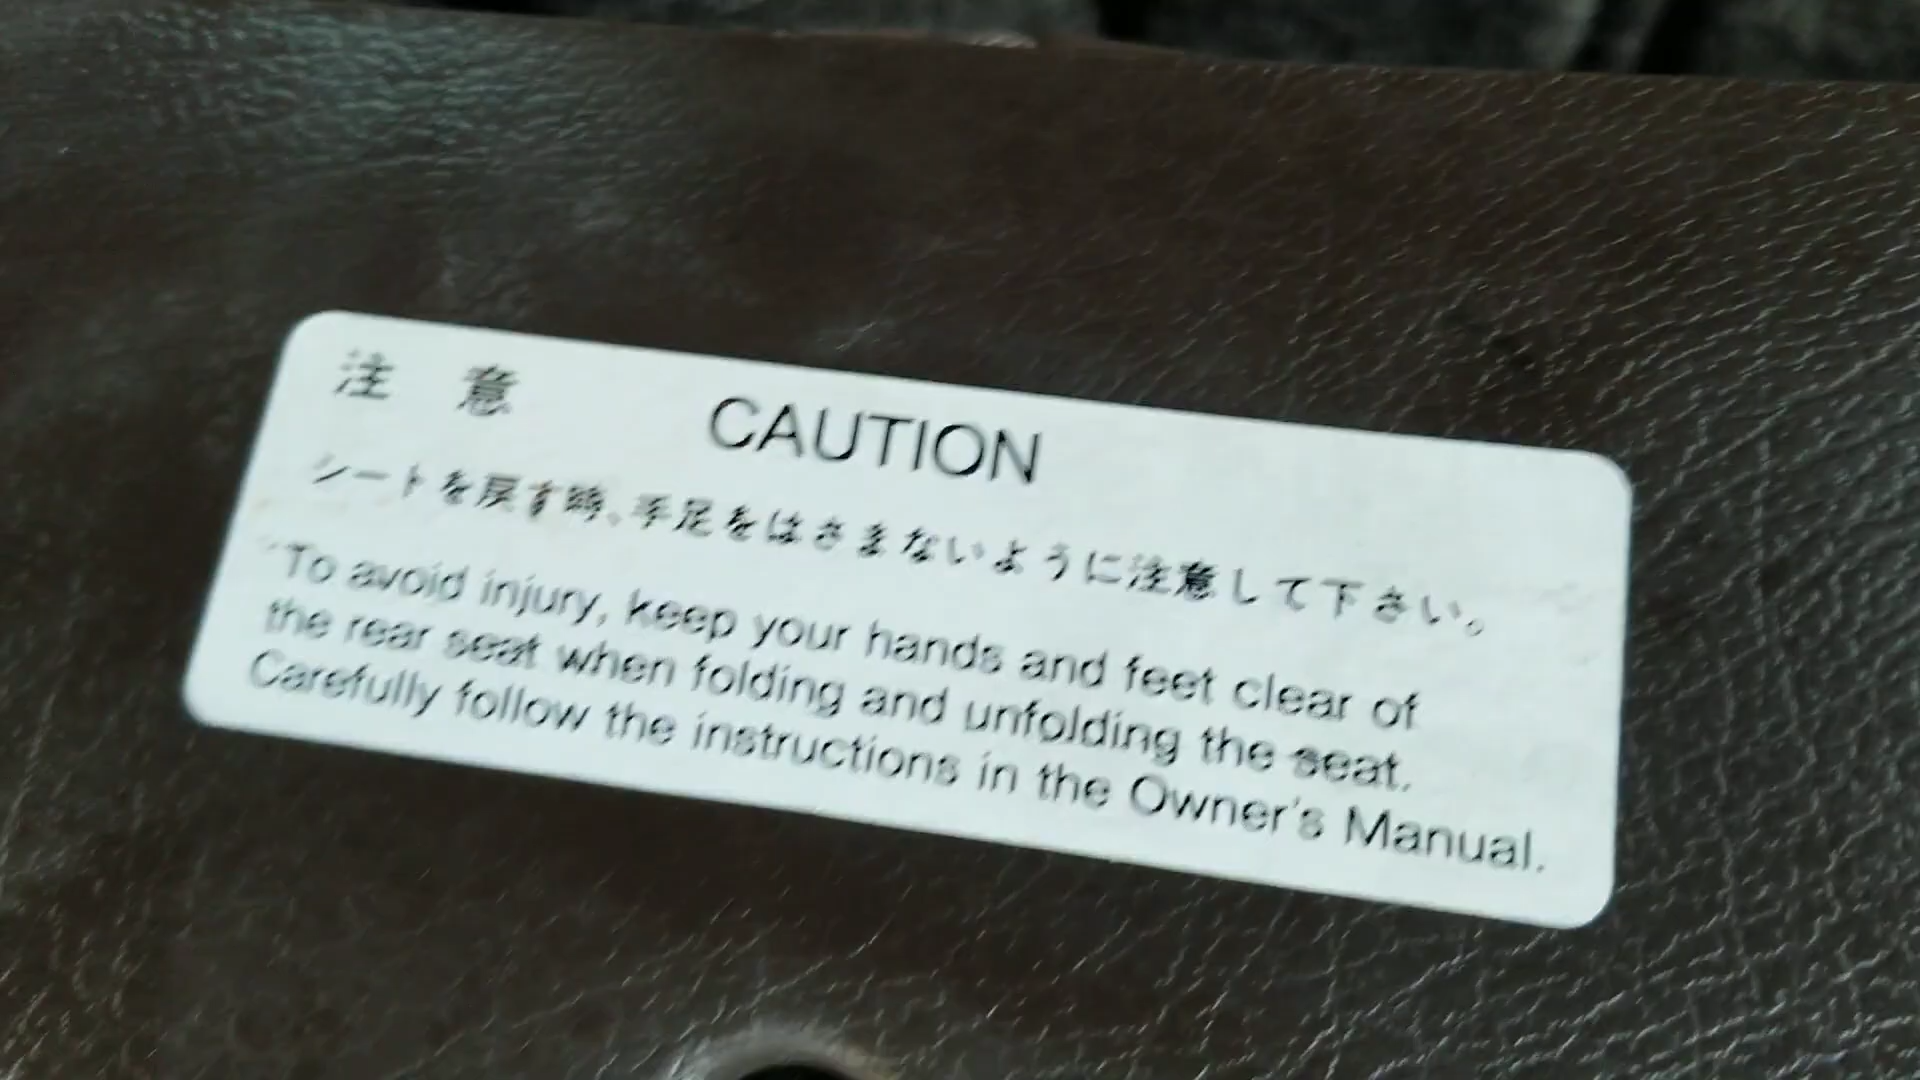 注 意 CAUTION
シートを戻す時、手足をはさまないように注意して下さい。
To avoid injury, keep your hands and feet clear of
the rear seat when folding and unfolding the seat.
Carefully follow the instructions in the Owner's Manual.